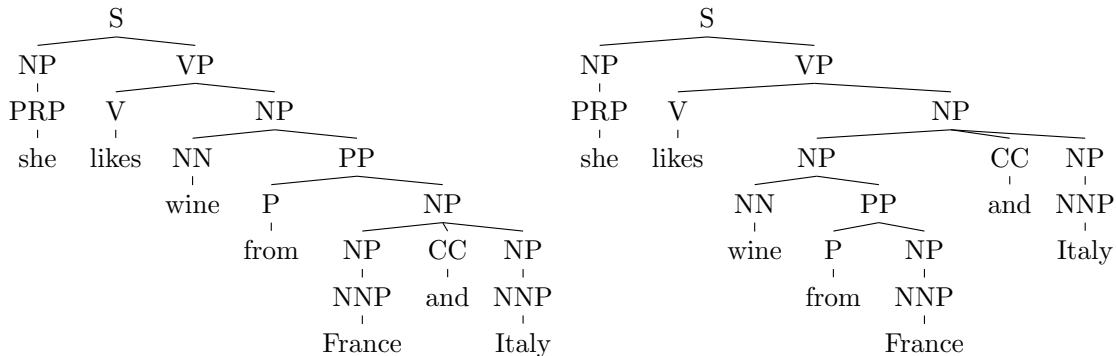 S S
NP VP NP VP
PRP V NP PRP V NP
she likes NN PP she likes NP CC NP
wine P NP NN PP and NNP
from NP CC NP wine P NP Italy
NNP and NNP from NNP
France Italy France